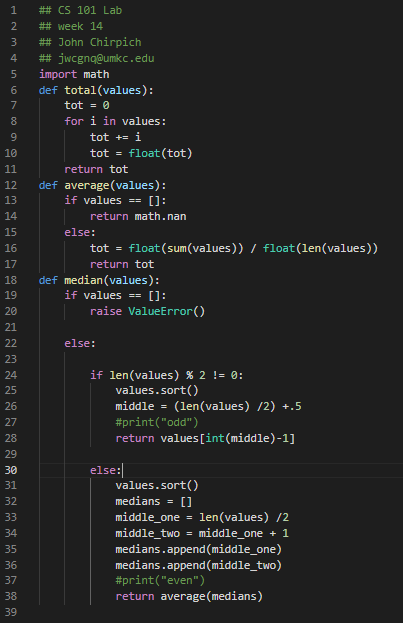 1 ## CS 101 Lab
2 ## week 14
3 ## John Chirpich
4 ## jwcgnq@umkc.edu
5 import math
6 def total(values):
7     tot = 0
8     for i in values:
9         tot += i
10         tot = float(tot)
11     return tot
12 def average(values):
13     if values == []:
14         return math.nan
15     else:
16         tot = float(sum(values)) / float(len(values))
17         return tot
18 def median(values):
19     if values == []:
20         raise ValueError()
21
22     else:
23
24         if len(values) % 2 != 0:
25             values.sort()
26             middle = (len(values) /2) +.5
27             #print("odd")
28             return values[int(middle)-1]
29
30         else:
31             values.sort()
32             medians = []
33             middle_one = len(values) /2
34             middle_two = middle_one + 1
35             medians.append(middle_one)
36             medians.append(middle_two)
37             #print("even")
38             return average(medians)
39